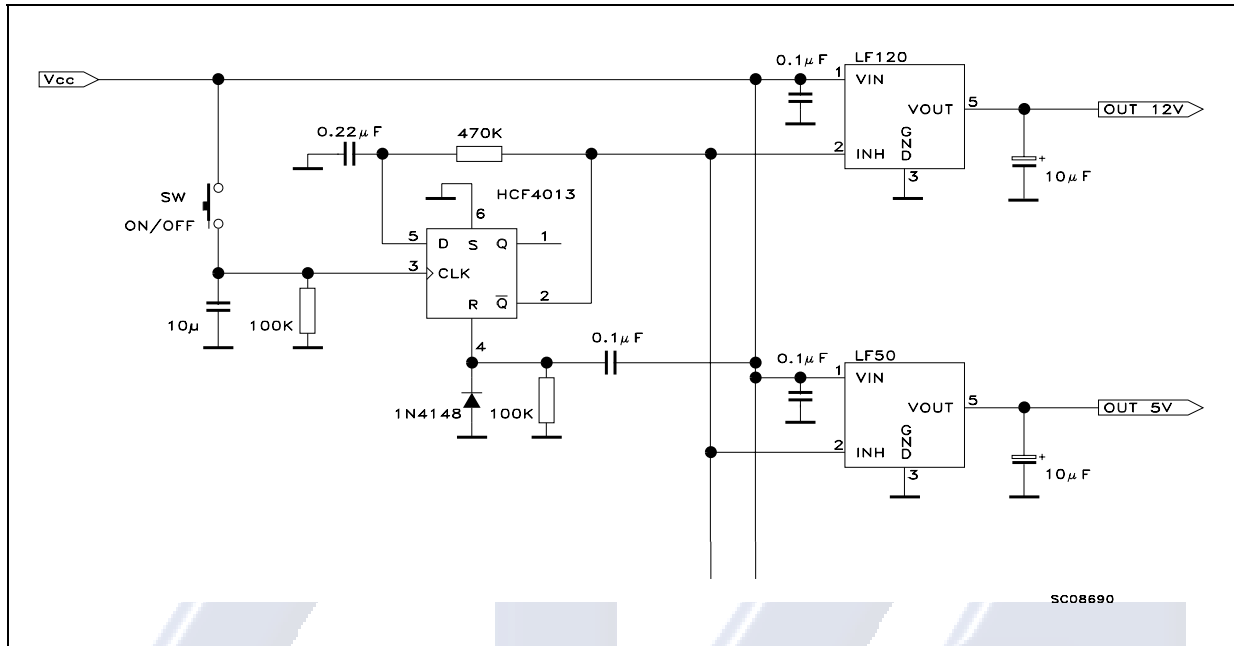 0.1µF
LF120
Vcc
1
VIN
VOUT
5
OUT 12V
GND
2
INH
3
+
10µF
0.22µF
470K
HCF4013
SW
ON/OFF
6
5
D
S
Q
1
3
CLK
R
Q̅
2
4
10µ
100K
0.1µF
1N4148
100K
0.1µF
LF50
1
VIN
VOUT
5
OUT 5V
GND
2
INH
3
+
10µF
SC08690